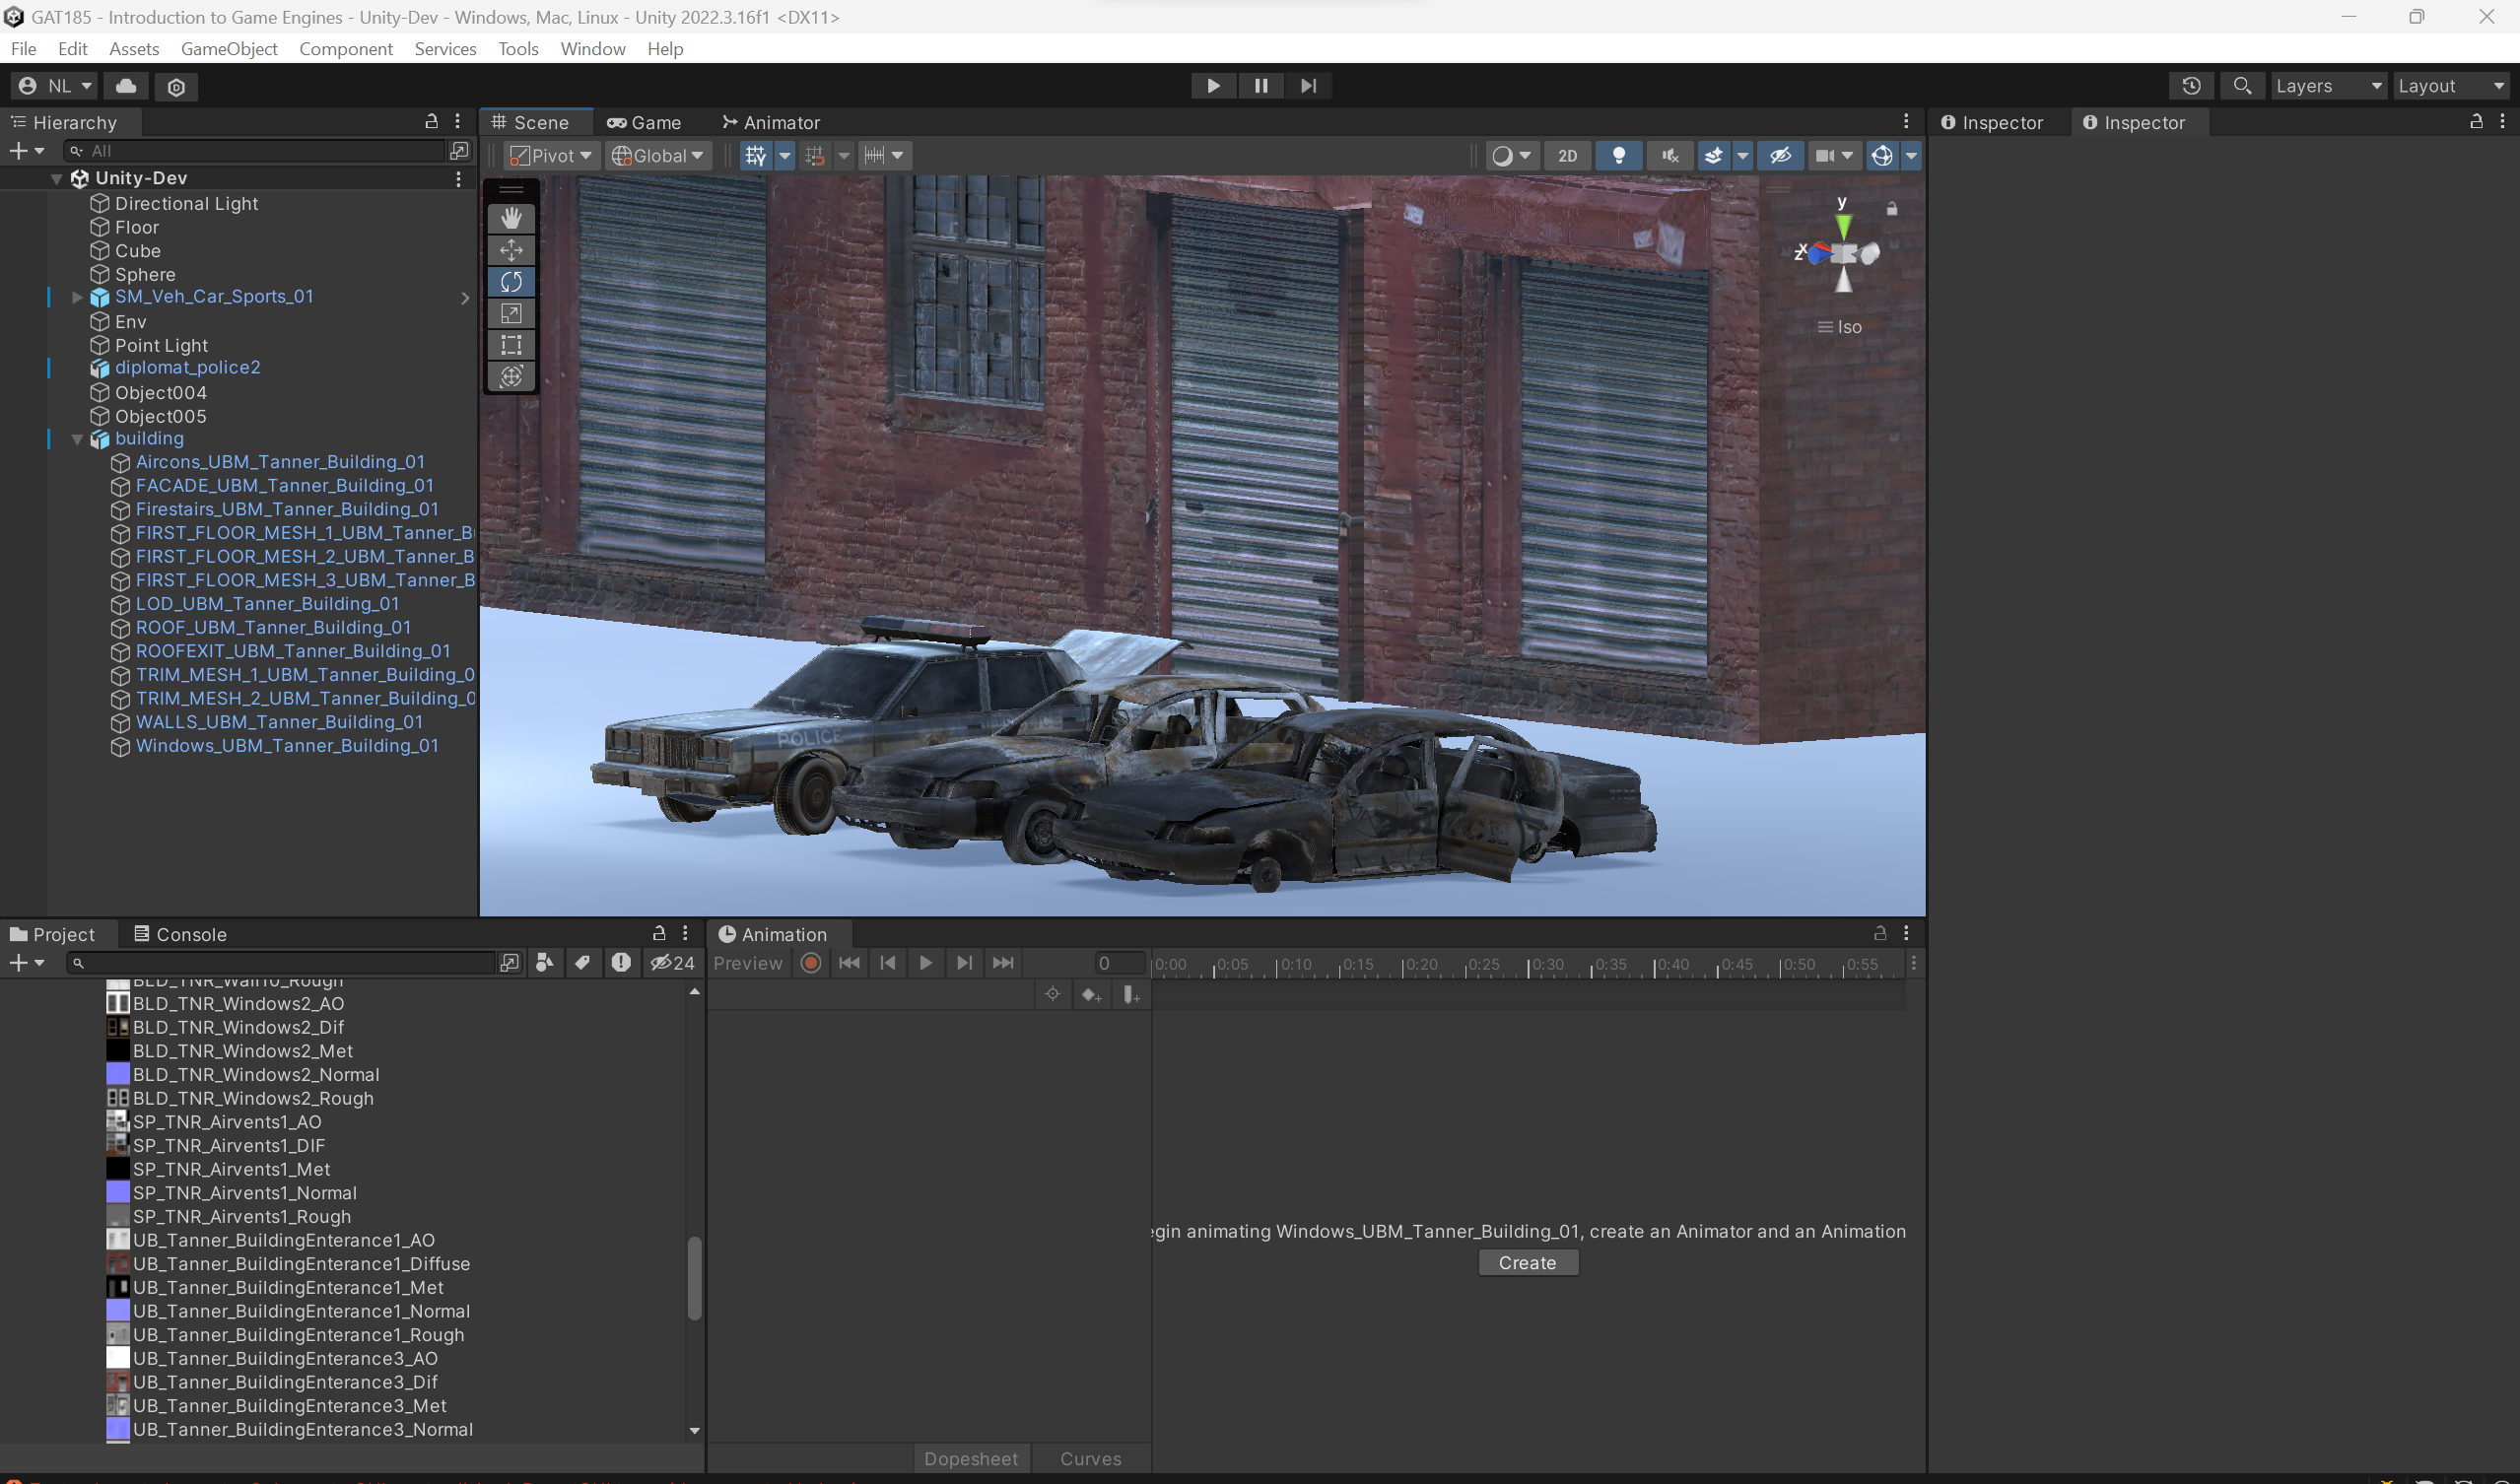 GAT185 - Introduction to Game Engines - Unity-Dev - Windows, Mac, Linux - Unity 2022.3.16f1 <DX11>
File Edit Assets GameObject Component Services Tools Window Help
NL Layers Layout
Hierarchy
All
Unity-Dev
Directional Light
Floor
Cube
Sphere
SM_Veh_Car_Sports_01
Env
Point Light
diplomat_police2
Object004
Object005
building
Aircons_UBM_Tanner_Building_01
FACADE_UBM_Tanner_Building_01
Firestairs_UBM_Tanner_Building_01
FIRST_FLOOR_MESH_1_UBM_Tanner_B
FIRST_FLOOR_MESH_2_UBM_Tanner_B
FIRST_FLOOR_MESH_3_UBM_Tanner_B
LOD_UBM_Tanner_Building_01
ROOF_UBM_Tanner_Building_01
ROOFEXIT_UBM_Tanner_Building_01
TRIM_MESH_1_UBM_Tanner_Building_0
TRIM_MESH_2_UBM_Tanner_Building_0
WALLS_UBM_Tanner_Building_01
Windows_UBM_Tanner_Building_01
Scene Game Animator
Pivot Global 2D
y
x
z
Iso
POLICE
Inspector Inspector
Project Console
24
BLD_TNR_Wall10_Rough
BLD_TNR_Windows2_AO
BLD_TNR_Windows2_Dif
BLD_TNR_Windows2_Met
BLD_TNR_Windows2_Normal
BLD_TNR_Windows2_Rough
SP_TNR_Airvents1_AO
SP_TNR_Airvents1_DIF
SP_TNR_Airvents1_Met
SP_TNR_Airvents1_Normal
SP_TNR_Airvents1_Rough
UB_Tanner_BuildingEnterance1_AO
UB_Tanner_BuildingEnterance1_Diffuse
UB_Tanner_BuildingEnterance1_Met
UB_Tanner_BuildingEnterance1_Normal
UB_Tanner_BuildingEnterance1_Rough
UB_Tanner_BuildingEnterance3_AO
UB_Tanner_BuildingEnterance3_Dif
UB_Tanner_BuildingEnterance3_Met
UB_Tanner_BuildingEnterance3_Normal
Animation
Preview 0 0:00 0:05 0:10 0:15 0:20 0:25 0:30 0:35 0:40 0:45 0:50 0:55
egin animating Windows_UBM_Tanner_Building_01, create an Animator and an Animation
Create
Dopesheet Curves